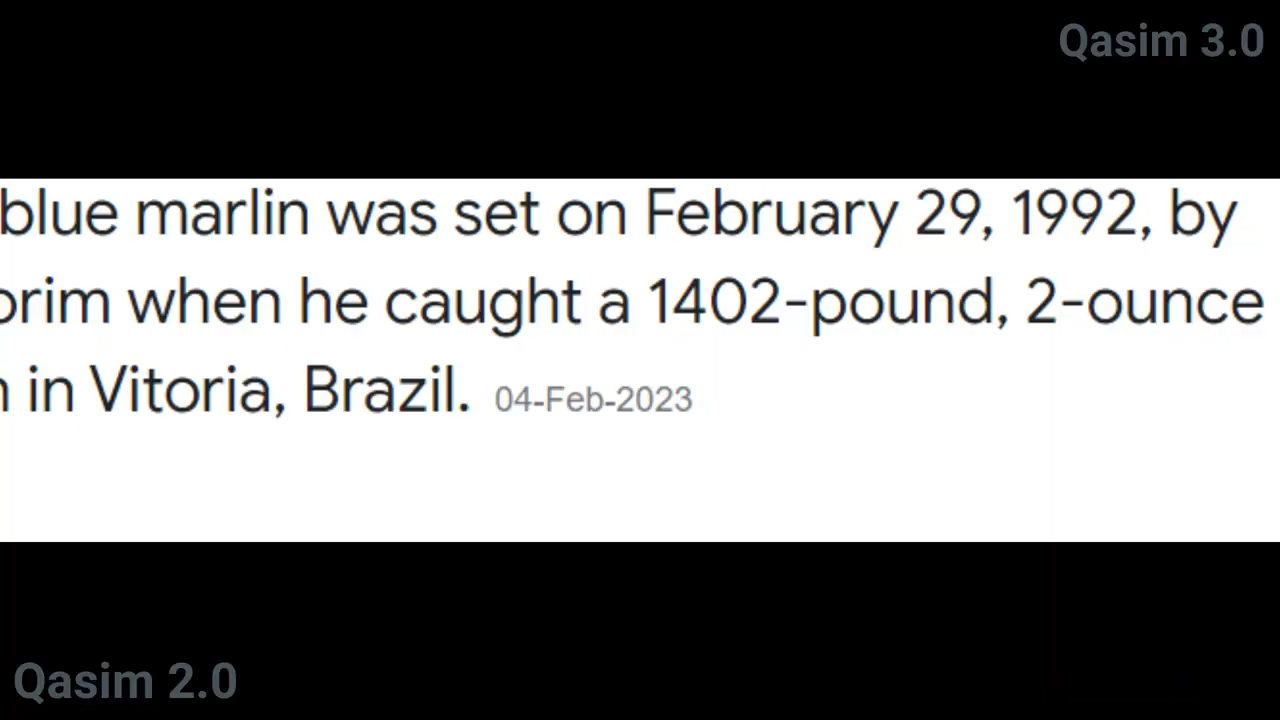 Qasim 3.0
blue marlin was set on February 29, 1992, by
orim when he caught a 1402-pound, 2-ounce
n in Vitoria, Brazil. 04-Feb-2023
Qasim 2.0